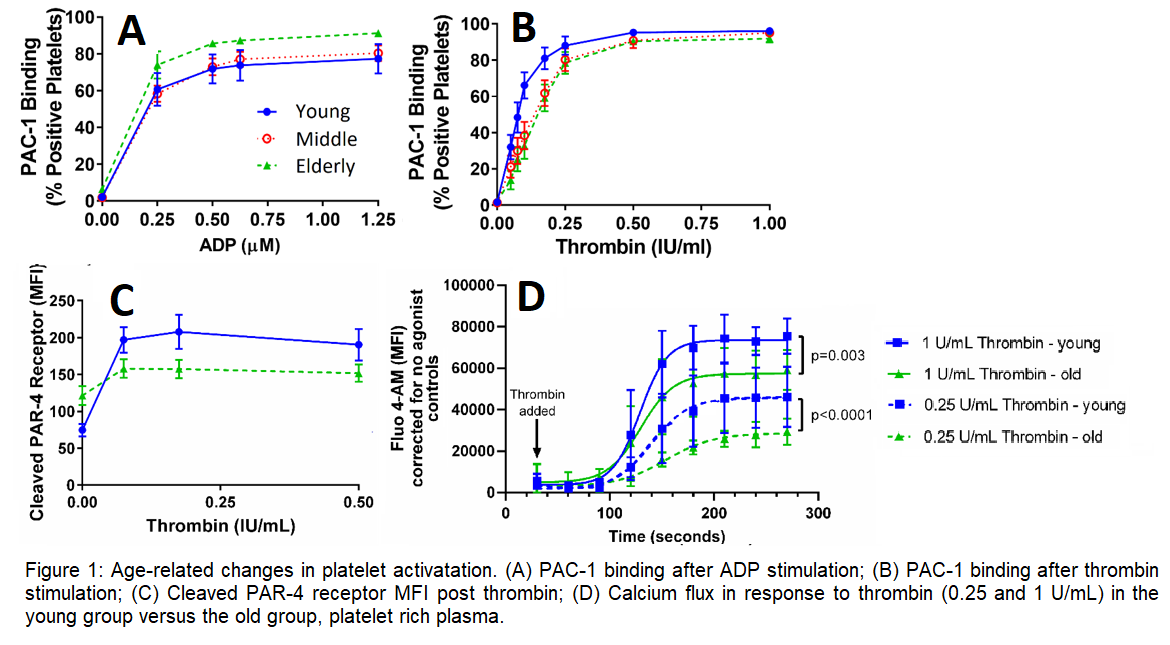 A
PAC-1 Binding
(% Positive Platelets)
100
80
60
40
20
0
0.00
0.25
0.50
0.75
1.00
1.25
ADP (μM)
Young
Middle
Elderly
B
PAC-1 Binding
(% Positive Platelets)
100
80
60
40
20
0
0.00
0.25
0.50
0.75
1.00
Thrombin (IU/ml)
C
Cleaved PAR-4 Receptor (MFI)
250
200
150
100
50
0
0.00
0.25
0.50
Thrombin (IU/mL)
D
Fluo 4-AM (MFI)
corrected for no agonist
controls
100000
80000
60000
40000
20000
0
0
100
200
300
Time (seconds)
Thrombin
added
p=0.003
p<0.0001
1 U/mL Thrombin - young
1 U/mL Thrombin - old
0.25 U/mL Thrombin - young
0.25 U/mL Thrombin - old
Figure 1: Age-related changes in platelet activatation. (A) PAC-1 binding after ADP stimulation; (B) PAC-1 binding after thrombin
stimulation; (C) Cleaved PAR-4 receptor MFI post thrombin; (D) Calcium flux in response to thrombin (0.25 and 1 U/mL) in the
young group versus the old group, platelet rich plasma.